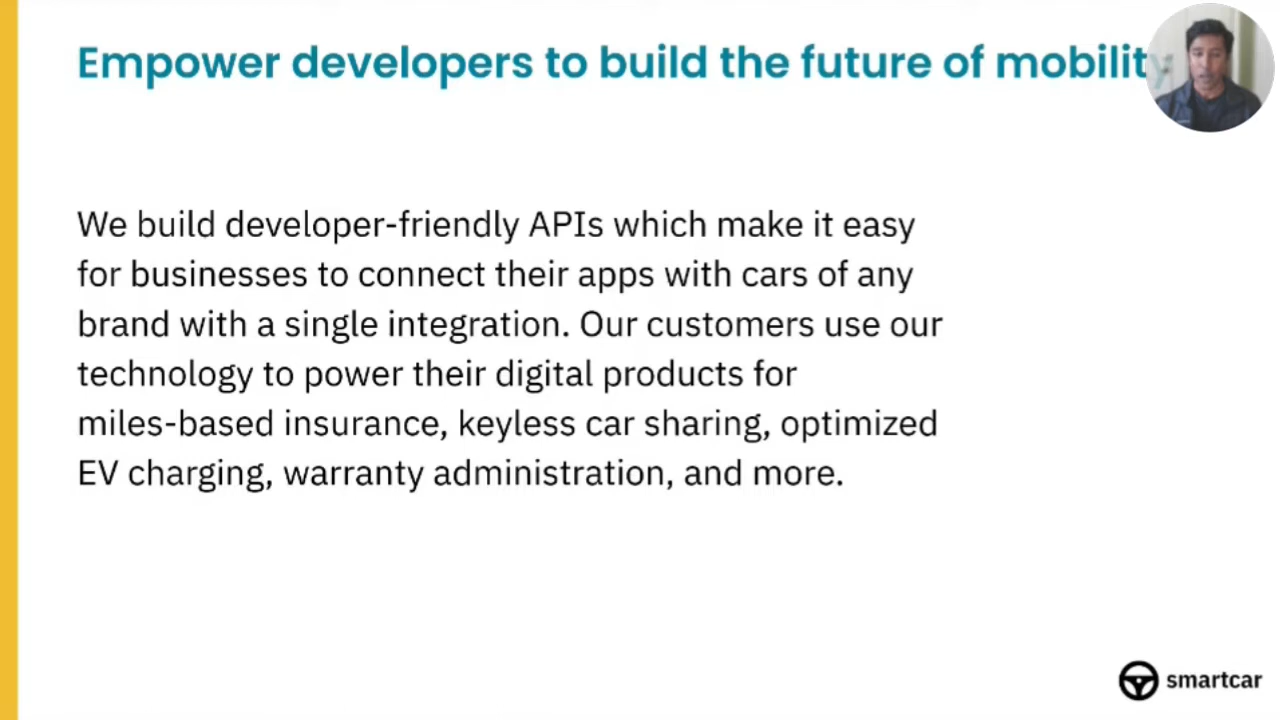 Empower developers to build the future of mobility
We build developer-friendly APIs which make it easy
for businesses to connect their apps with cars of any
brand with a single integration. Our customers use our
technology to power their digital products for
miles-based insurance, keyless car sharing, optimized
EV charging, warranty administration, and more.
smartcar